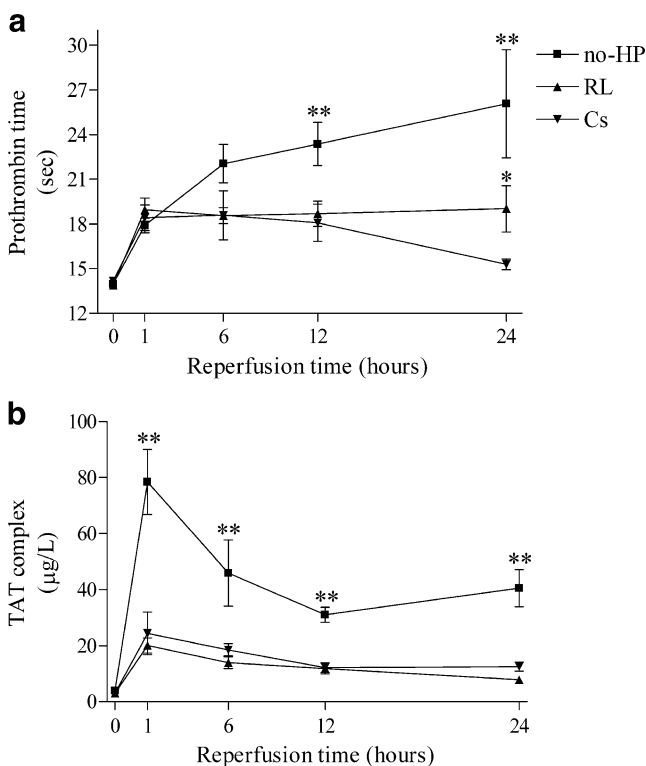 a
30
27
24
21
18
15
12
Prothrombin time
(sec)
**
**
*
no-HP
RL
Cs
0 1 6 12 24
Reperfusion time (hours)
b
100
80
60
40
20
0
TAT complex
(μg/L)
**
**
**
**
0 1 6 12 24
Reperfusion time (hours)